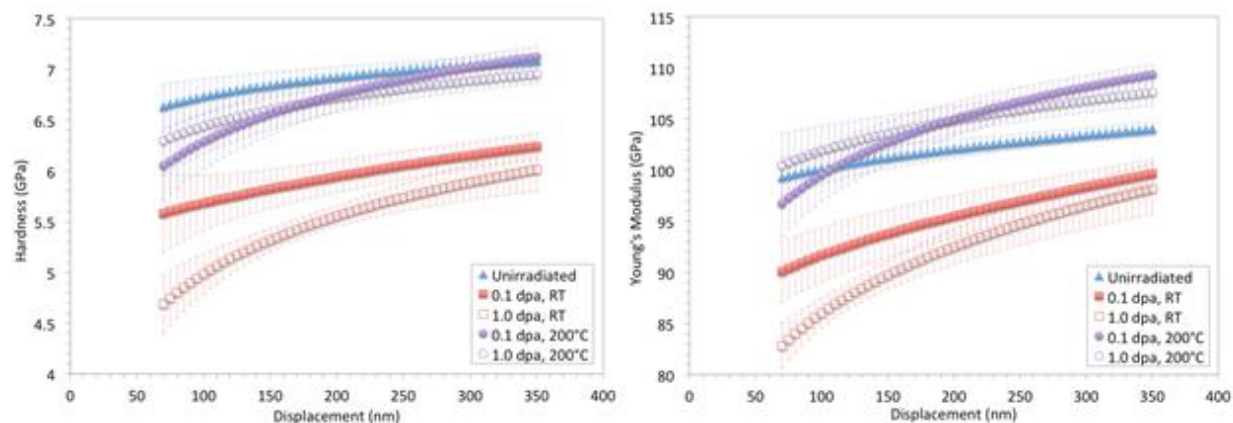 7.5
7
6.5
6
5.5
5
4.5
4
Hardness (GPa)
0 50 100 150 200 250 300 350 400
Displacement (nm)
Unirradiated
0.1 dpa, RT
1.0 dpa, RT
0.1 dpa, 200°C
1.0 dpa, 200°C
115
110
105
100
95
90
85
80
Young's Modulus (GPa)
0 50 100 150 200 250 300 350 400
Displacement (nm)
Unirradiated
0.1 dpa, RT
1.0 dpa, RT
0.1 dpa, 200°C
1.0 dpa, 200°C